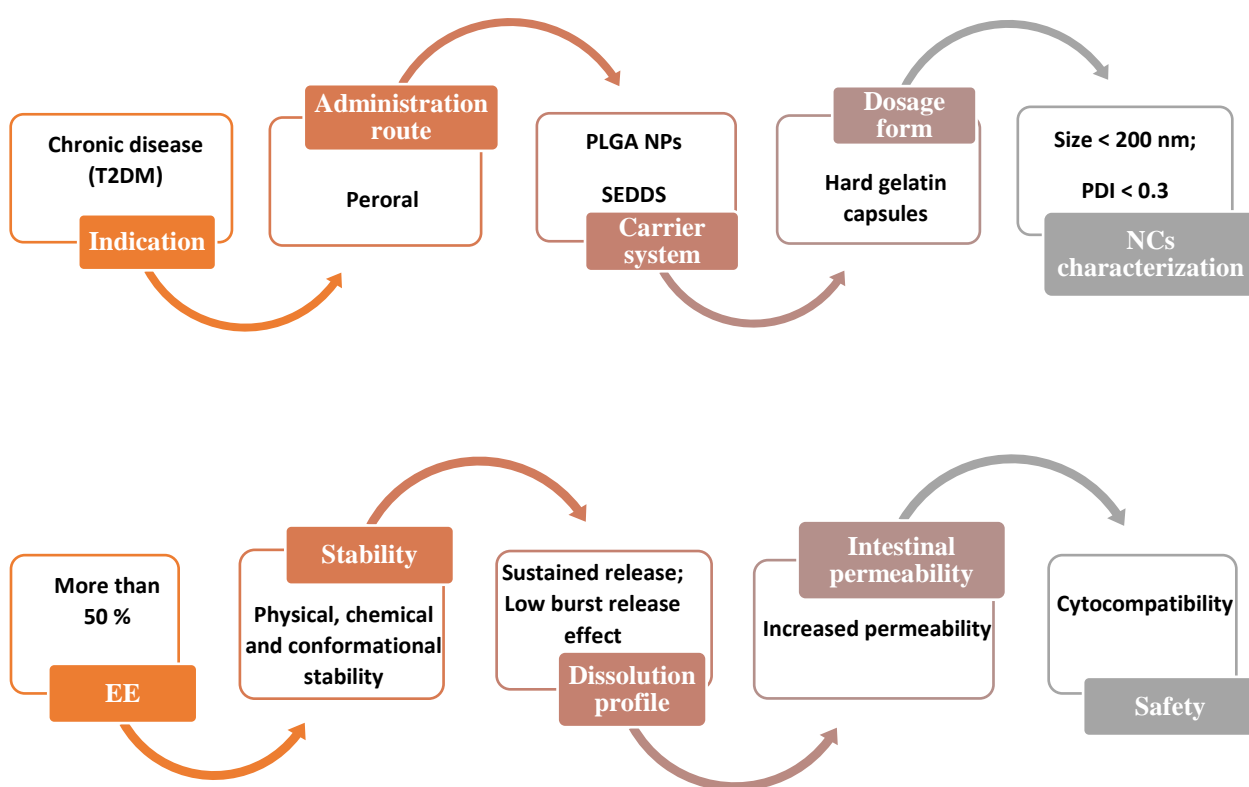 Chronic disease
(T2DM)
Indication
Administration
route
Peroral
PLGA NPs
SEDDS
Carrier
system
Dosage
form
Hard gelatin
capsules
Size < 200 nm;
PDI < 0.3
NCs
characterization
More than
50 %
EE
Stability
Physical, chemical
and conformational
stability
Sustained release;
Low burst release
effect
Dissolution
profile
Intestinal
permeability
Increased permeability
Cytocompatibility
Safety